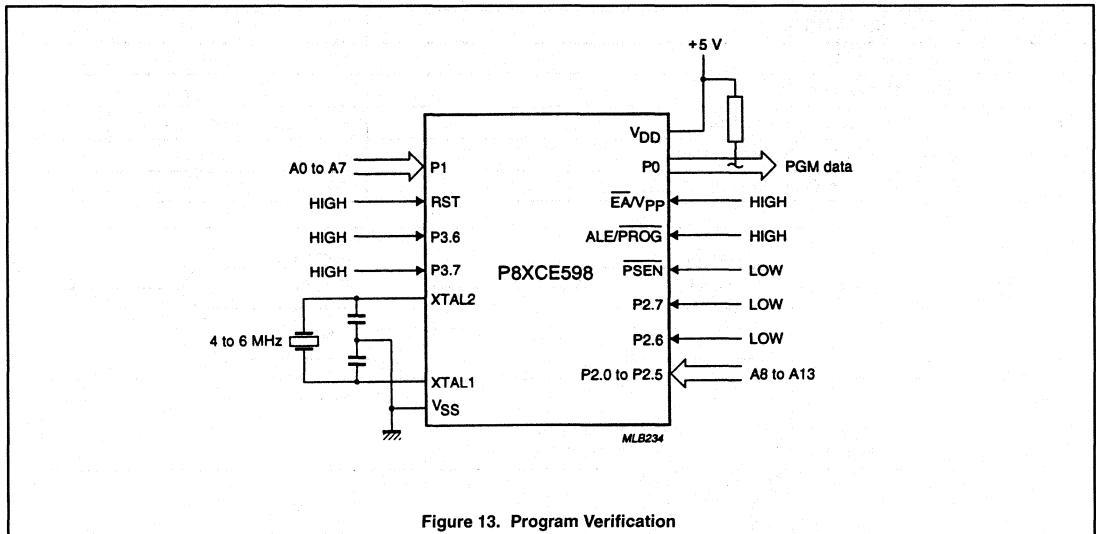 +5 V
VDD
A0 to A7 P1 P0 PGM data
HIGH RST EA/VPP HIGH
HIGH P3.6 ALE/PROG HIGH
HIGH P3.7 P8XCE598 PSEN LOW
XTAL2 P2.7 LOW
4 to 6 MHz P2.6 LOW
XTAL1 P2.0 to P2.5 A8 to A13
VSS
MLB234
Figure 13. Program Verification